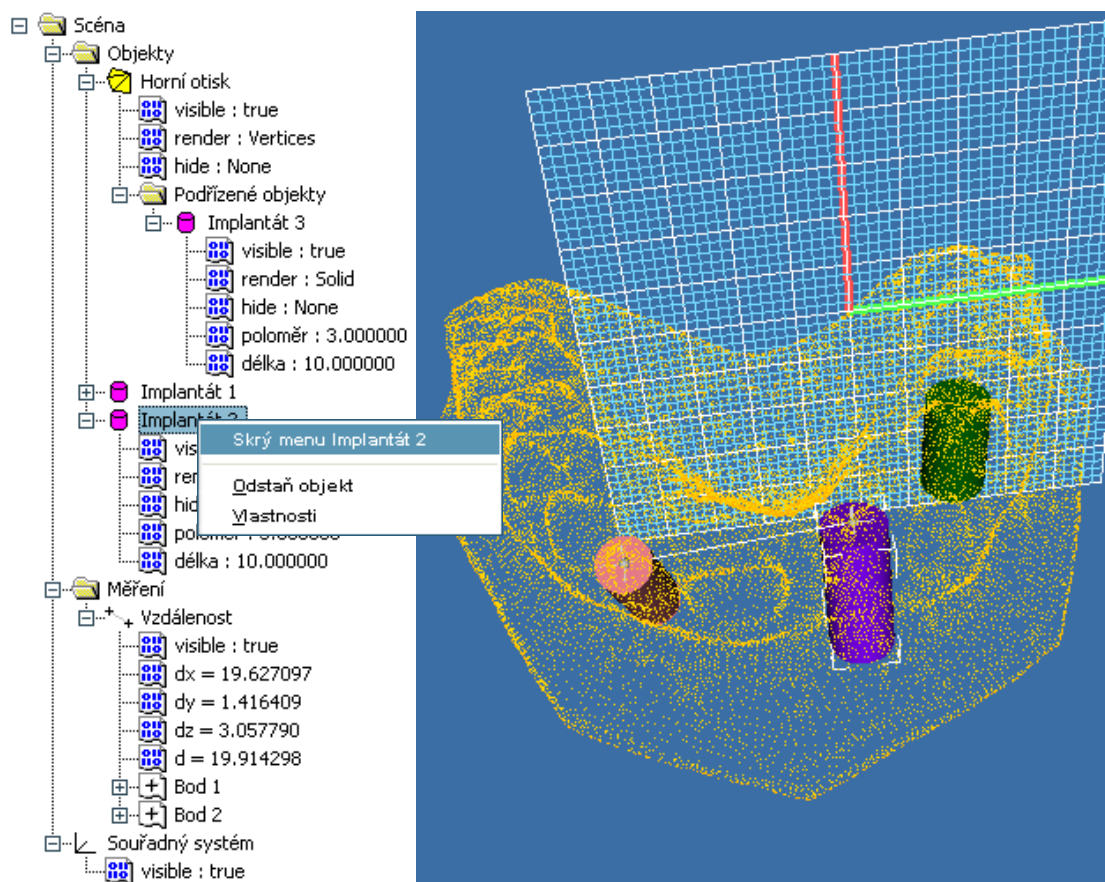 Scéna
Objekty
Horní otisk
visible : true
render : Vertices
hide : None
Podřízené objekty
Implantát 3
visible : true
render : Solid
hide : None
poloměr : 3.000000
délka : 10.000000
Implantát 1
Implantát 2
Skrý menu Implantát 2
Odstaň objekt
Vlastnosti
délka : 10.000000
Měření
Vzdálenost
visible : true
dx = 19.627097
dy = 1.416409
dz = 3.057790
d = 19.914298
Bod 1
Bod 2
Souřadný systém
visible : true